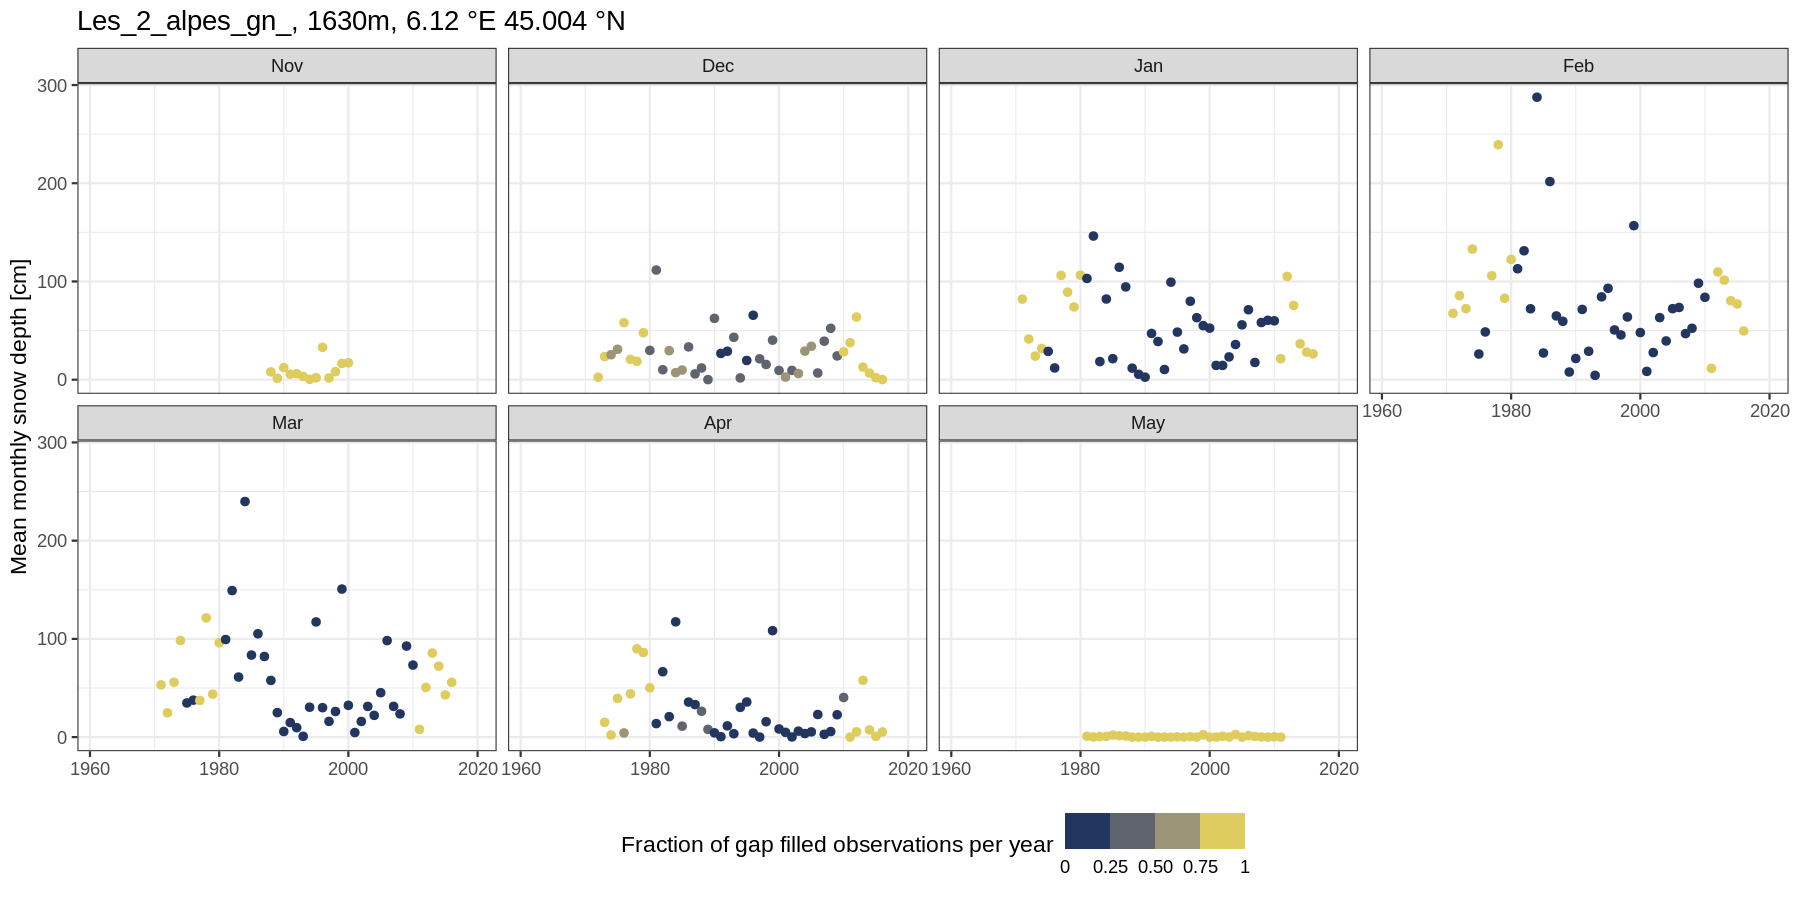 Les_2_alpes_gn_, 1630m, 6.12 °E 45.004 °N
Nov
Dec
Jan
Feb
300
200
100
0
1960
1980
2000
2020
Mean monthly snow depth [cm]
Mar
Apr
May
300
200
100
0
1960
1980
2000
2020
1960
1980
2000
2020
1960
1980
2000
2020
Fraction of gap filled observations per year
0
0.25
0.50
0.75
1